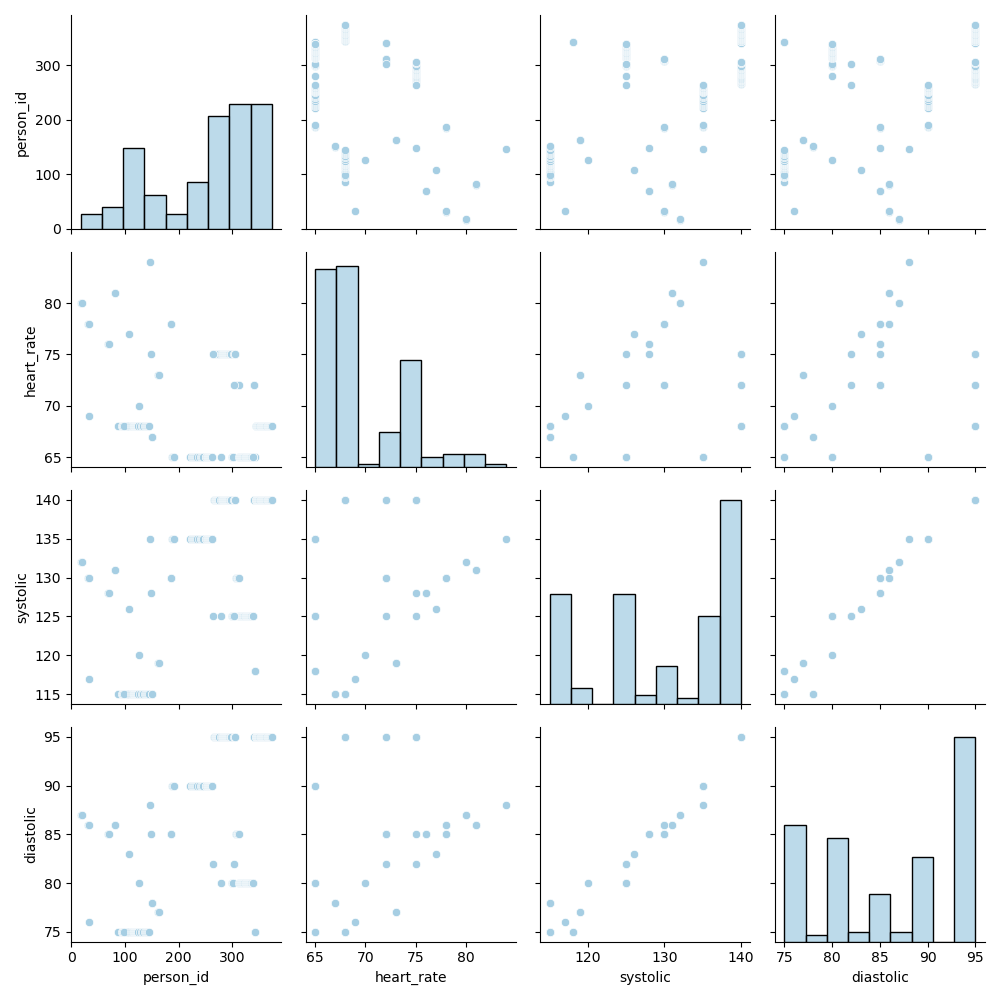 person_id
300
200
100
0
heart_rate
80
75
70
65
systolic
140
135
130
125
120
115
diastolic
95
90
85
80
75
0 100 200 300
65 70 75 80
120 130 140
75 80 85 90 95
person_id heart_rate systolic diastolic